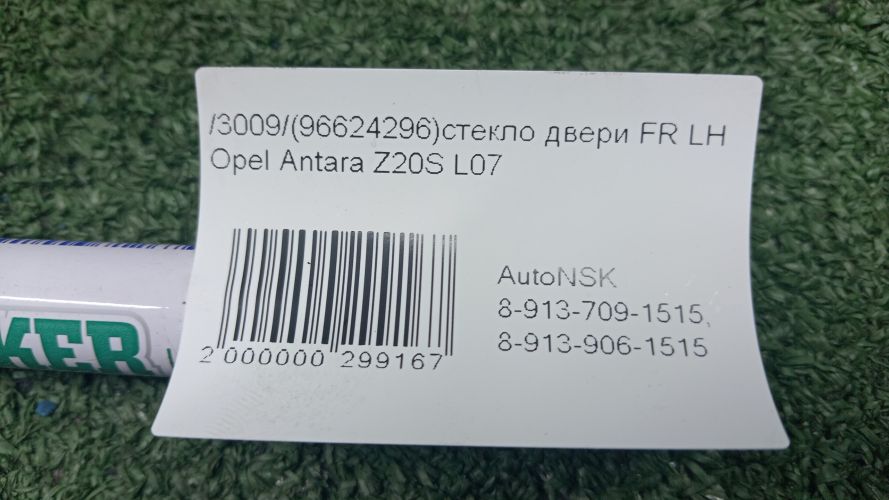 /3009/(96624296)стекло двери FR LH
Opel Antara Z20S L07
AutoNSK
8-913-709-1515,
8-913-906-1515
2 000000 299167
KER